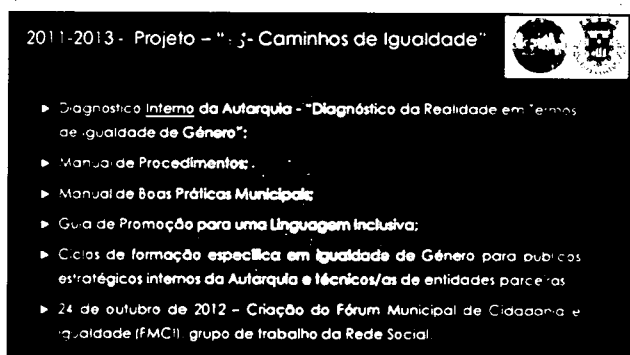 2011-2013 - Projeto – " - Caminhos de Igualdade"
Diagnostico Interno da Autarquia - "Diagnóstico da Realidade em Termos
de Igualdade de Género";
Manual de Procedimentos;
Manual de Boas Práticas Municipais;
Guia de Promoção para uma Linguagem Inclusiva;
Ciclos de formação específica em Igualdade de Género para publicos
estratégicos internos da Autarquia e técnicos/as de entidades parceiras
24 de outubro de 2012 – Criação do Fórum Municipal de Cidadania e
Igualdade (FMCI), grupo de trabalho da Rede Social.